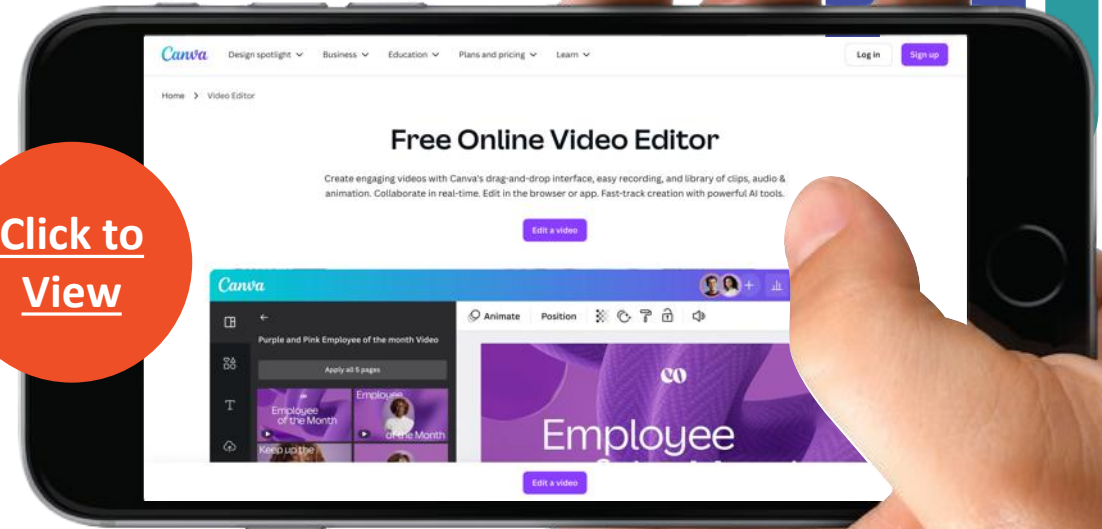 Canva Design spotlight Business Education Plans and pricing Learn Log in Sign up
Home > Video Editor
Free Online Video Editor
Create engaging videos with Canva's drag-and-drop interface, easy recording, and library of clips, audio &
animation. Collaborate in real-time. Edit in the browser or app. Fast-track creation with powerful AI tools.
Edit a video
Click to
View
Canva
Animate Position
Purple and Pink Employee of the month Video
Apply all 5 pages
Employee
of the Month
Employee
of the Month
Keep up the
co
Employee
Edit a video